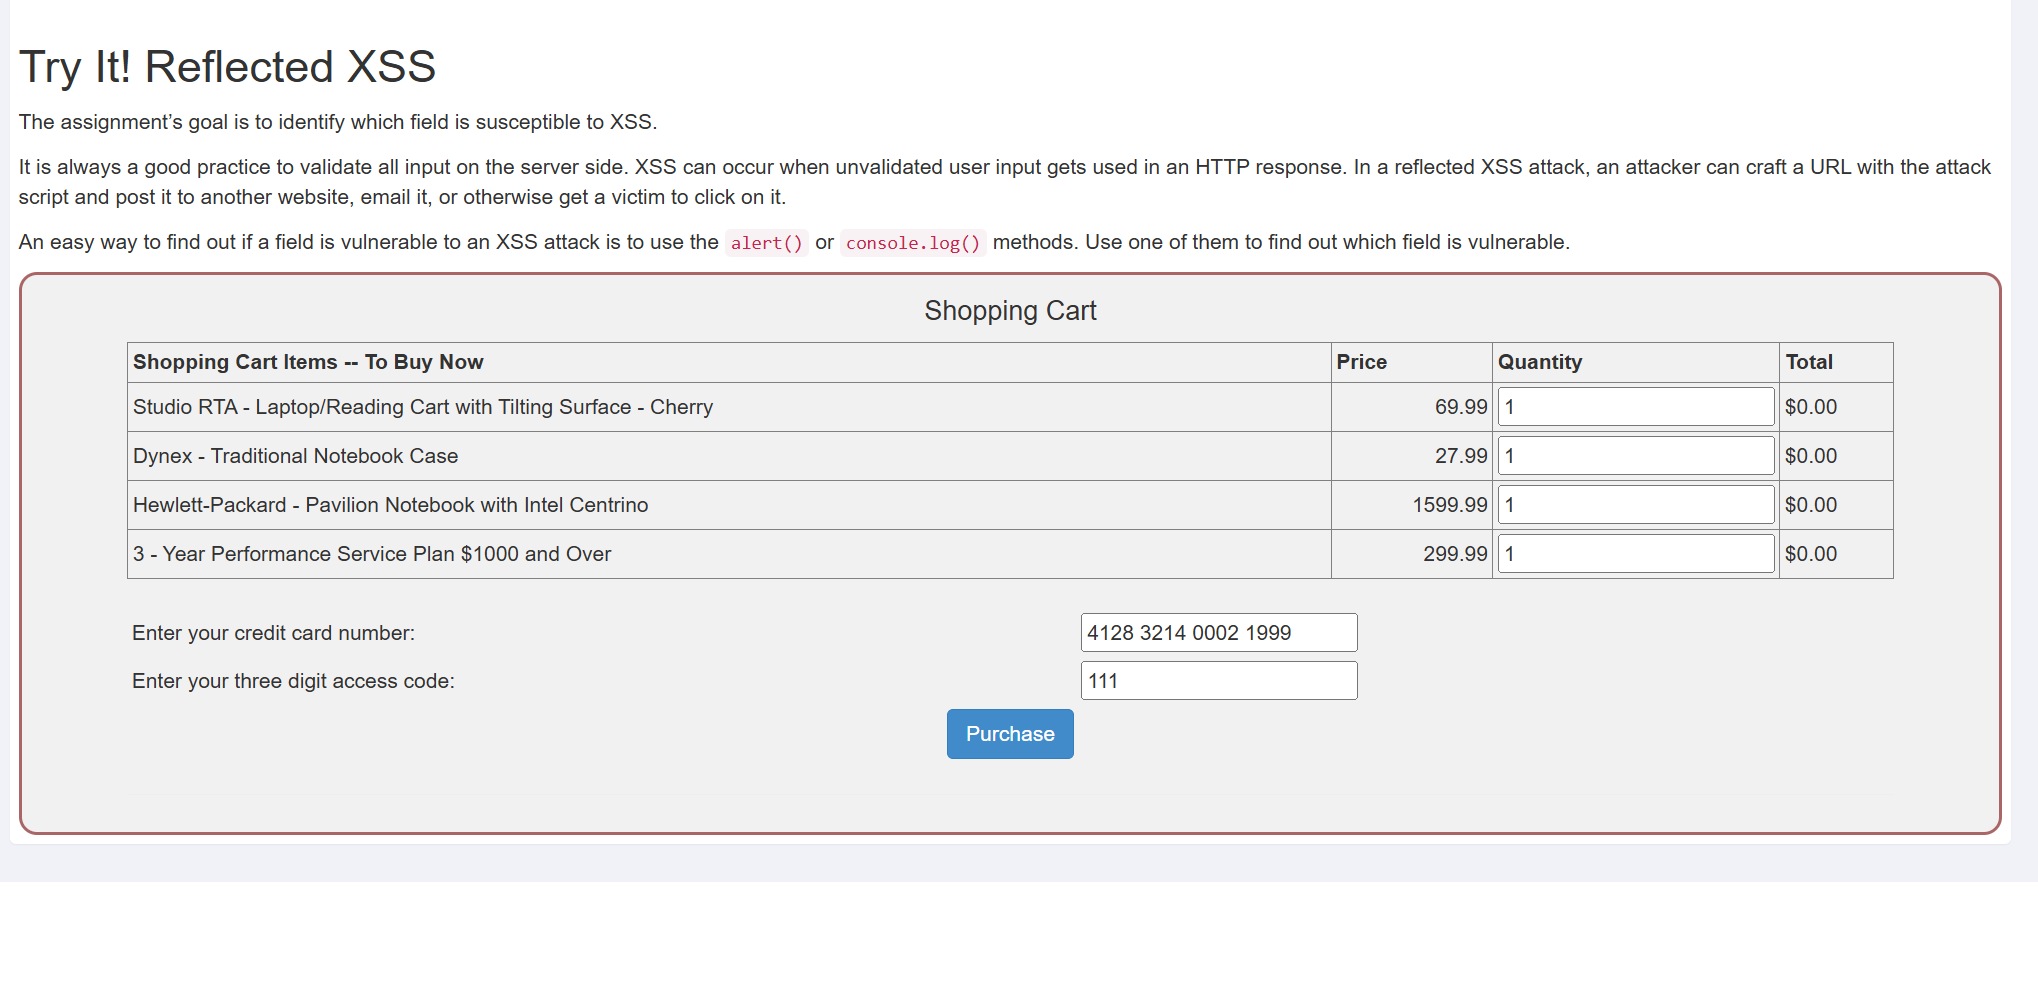 Try It! Reflected XSS
The assignment’s goal is to identify which field is susceptible to XSS.
It is always a good practice to validate all input on the server side. XSS can occur when unvalidated user input gets used in an HTTP response. In a reflected XSS attack, an attacker can craft a URL with the attack
script and post it to another website, email it, or otherwise get a victim to click on it.
An easy way to find out if a field is vulnerable to an XSS attack is to use the alert() or console.log() methods. Use one of them to find out which field is vulnerable.
Shopping Cart
Shopping Cart Items -- To Buy Now Price Quantity Total
Studio RTA - Laptop/Reading Cart with Tilting Surface - Cherry 69.99 1 $0.00
Dynex - Traditional Notebook Case 27.99 1 $0.00
Hewlett-Packard - Pavilion Notebook with Intel Centrino 1599.99 1 $0.00
3 - Year Performance Service Plan $1000 and Over 299.99 1 $0.00
Enter your credit card number: 4128 3214 0002 1999
Enter your three digit access code: 111
Purchase